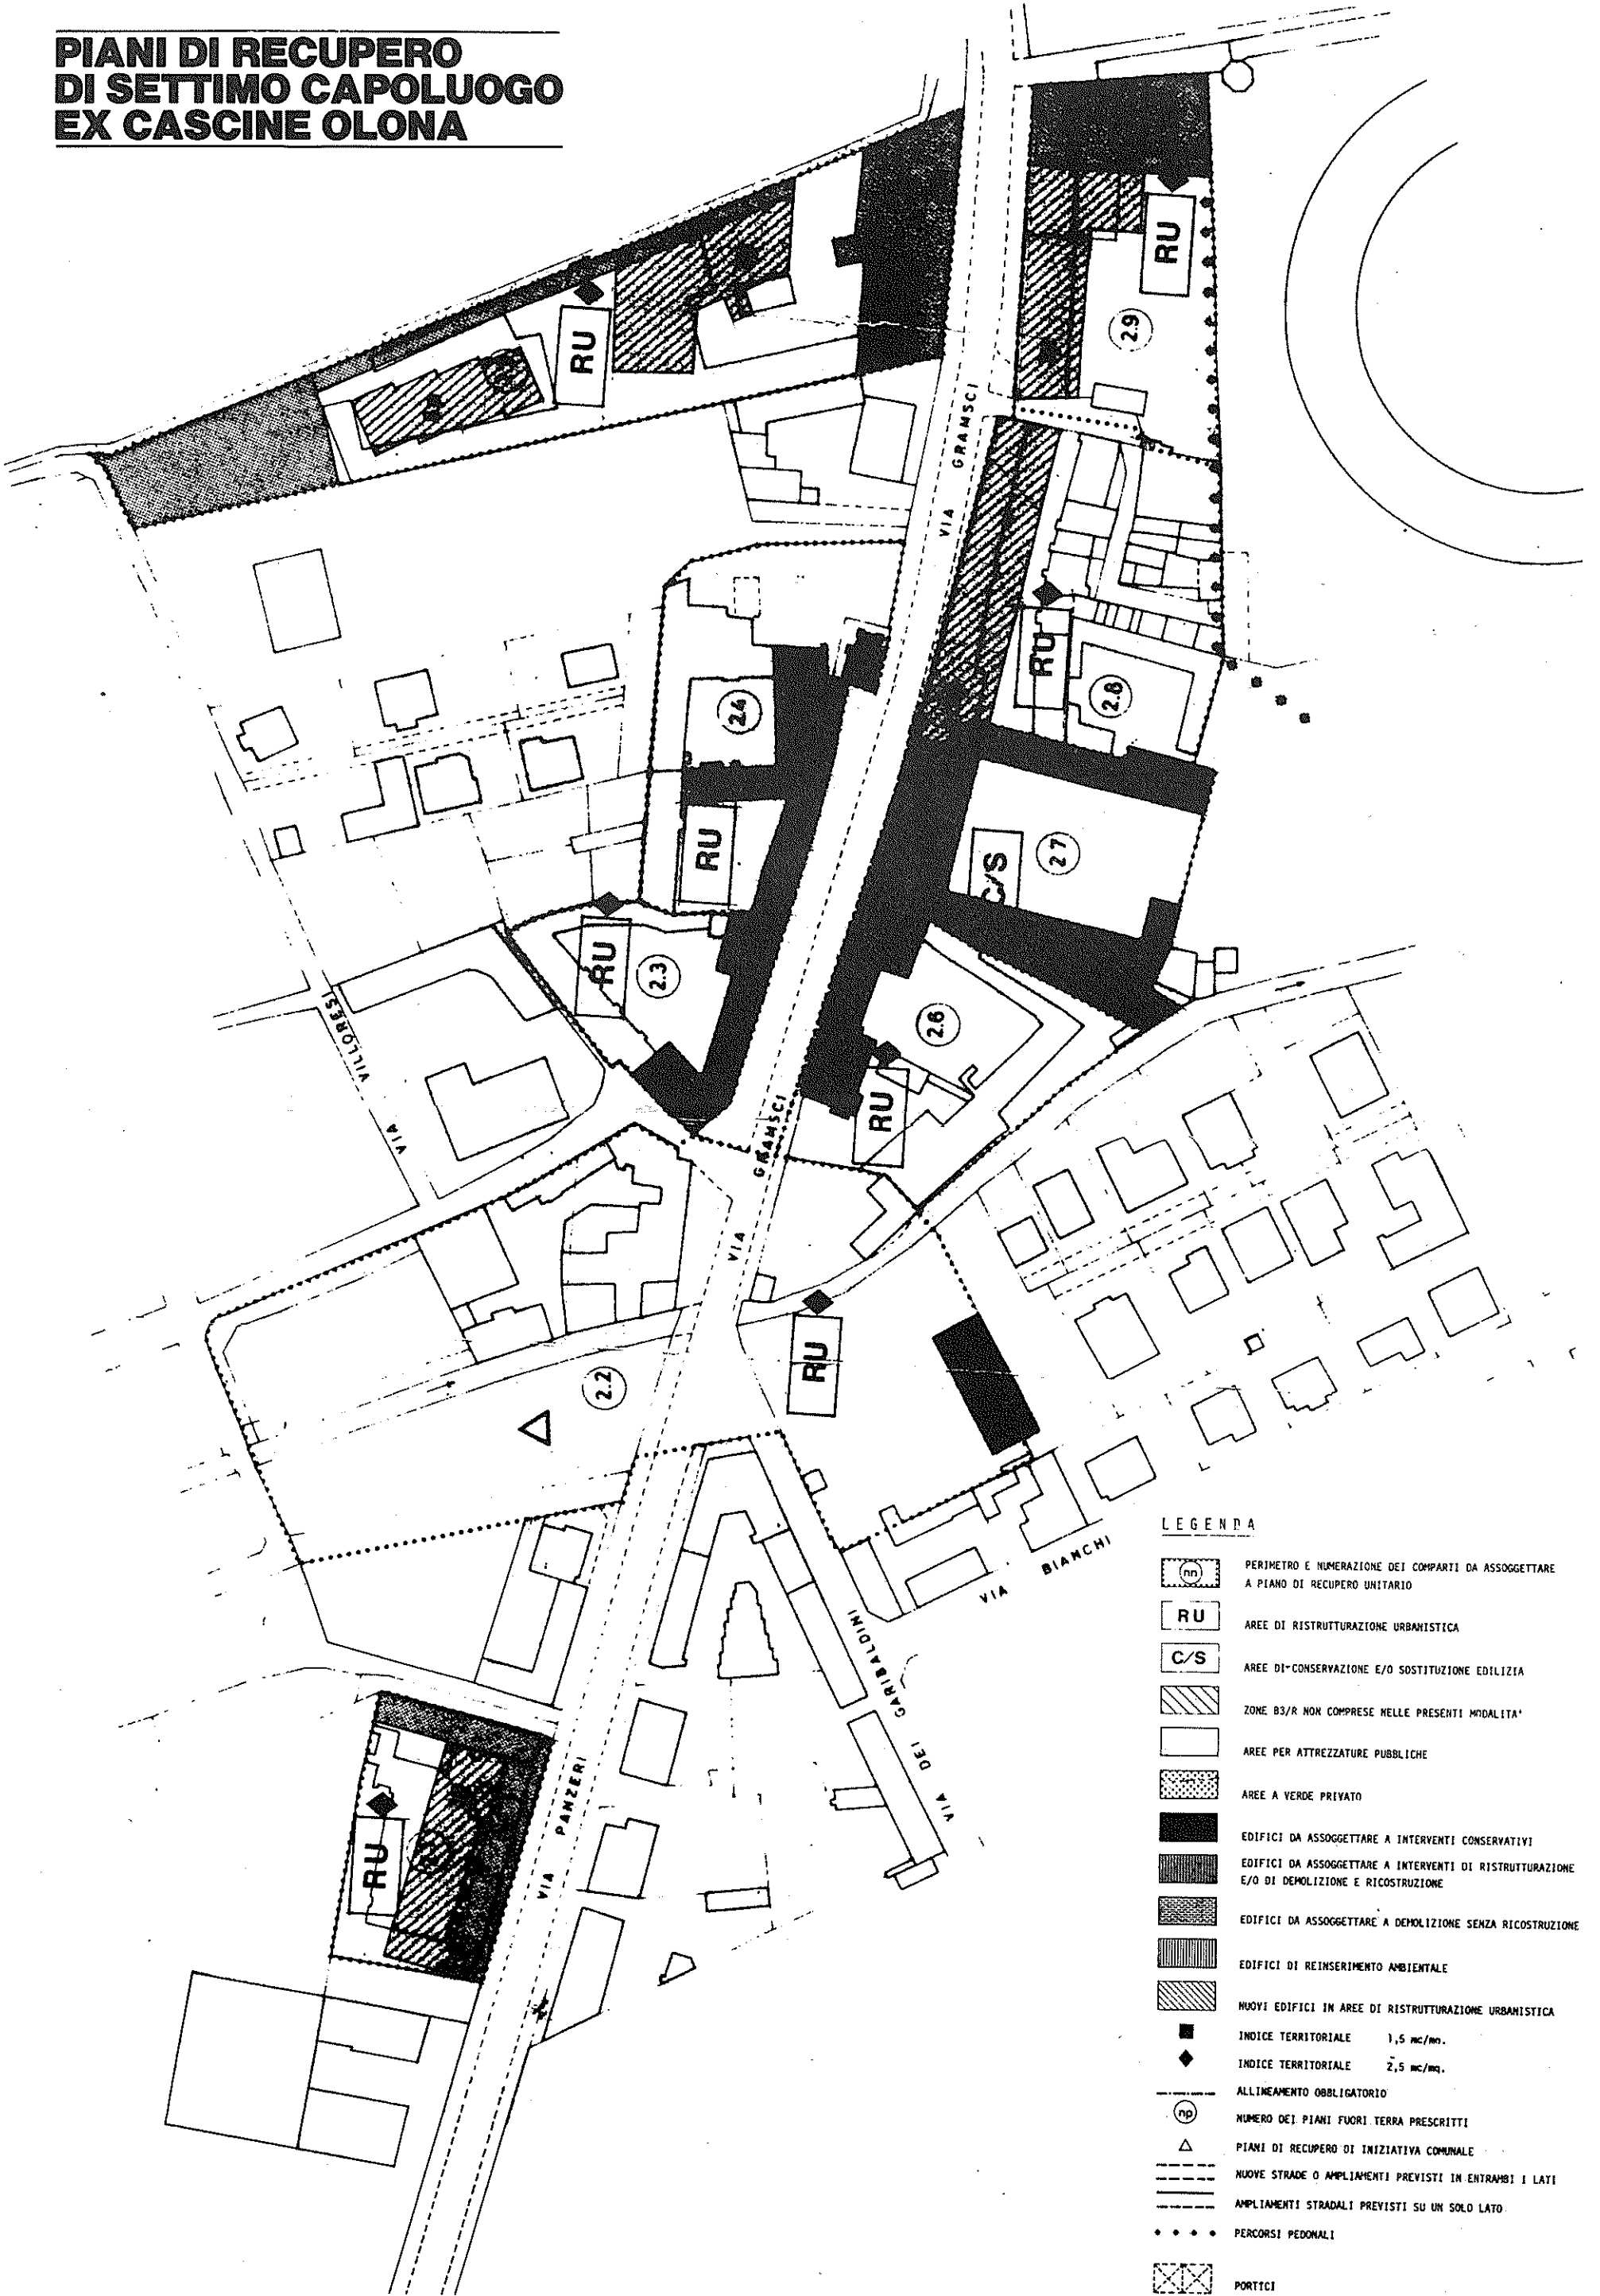 PIANI DI RECUPERO
DI SETTIMO CAPOLUOGO
EX CASCINE OLONA
RU
2.9
RU
VIA GRAMSCI
RU
2.8
2.4
RU
C/S
2.7
RU
2.3
2.6
RU
VIA VILLORESI
VIA GRAMSCI
RU
2.2
VIA BIANCHI
VIA DEI GARIBALDINI
VIA PANZERI
RU
LEGENDA
nn
PERIMETRO E NUMERAZIONE DEI COMPARTI DA ASSOGGETTARE
A PIANO DI RECUPERO UNITARIO
RU
AREE DI RISTRUTTURAZIONE URBANISTICA
C/S
AREE DI CONSERVAZIONE E/O SOSTITUZIONE EDILIZIA
ZONE B3/R NON COMPRESE NELLE PRESENTI MODALITA'
AREE PER ATTREZZATURE PUBBLICHE
AREE A VERDE PRIVATO
EDIFICI DA ASSOGGETTARE A INTERVENTI CONSERVATIVI
EDIFICI DA ASSOGGETTARE A INTERVENTI DI RISTRUTTURAZIONE
E/O DI DEMOLIZIONE E RICOSTRUZIONE
EDIFICI DA ASSOGGETTARE A DEMOLIZIONE SENZA RICOSTRUZIONE
EDIFICI DI REINSERIMENTO AMBIENTALE
NUOVI EDIFICI IN AREE DI RISTRUTTURAZIONE URBANISTICA
INDICE TERRITORIALE 1,5 mc/mq.
INDICE TERRITORIALE 2,5 mc/mq.
ALLINEAMENTO OBBLIGATORIO
np
NUMERO DEI PIANI FUORI TERRA PRESCRITTI
PIANI DI RECUPERO DI INIZIATIVA COMUNALE
NUOVE STRADE O AMPLIAMENTI PREVISTI IN ENTRAMBI I LATI
AMPLIAMENTI STRADALI PREVISTI SU UN SOLO LATO
PERCORSI PEDONALI
PORTICI